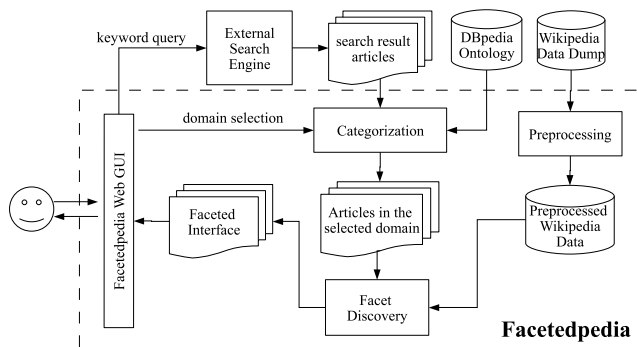 keyword query
External
Search
Engine
search result
articles
DBpedia
Ontology
Wikipedia
Data Dump
domain selection
Categorization
Preprocessing
Facetedpedia Web GUI
Faceted
Interface
Articles in the
selected domain
Preprocessed
Wikipedia
Data
Facet
Discovery
Facetedpedia